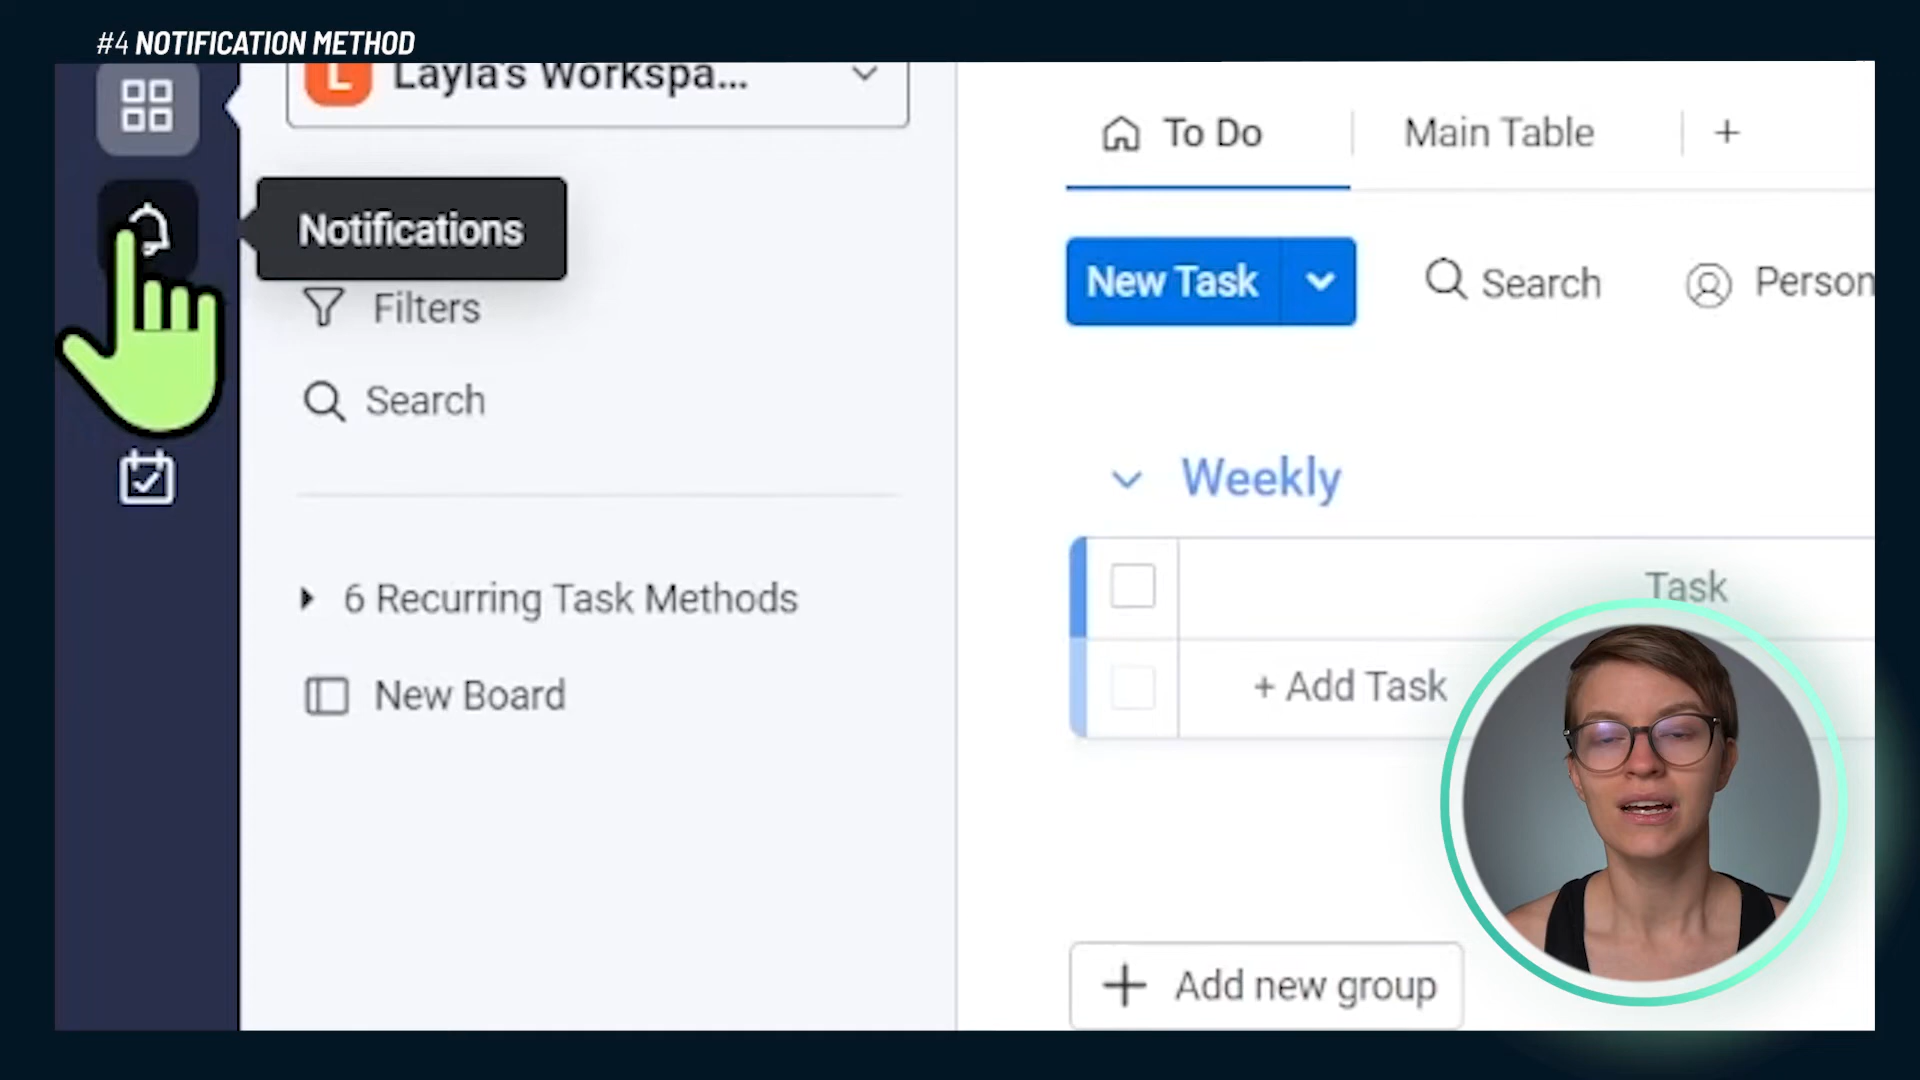 #4 NOTIFICATION METHOD
L Layla's Workspa...
Notifications
Filters
Search
6 Recurring Task Methods
New Board
To Do
Main Table
+
New Task
Search
Person
Weekly
Task
+ Add Task
+ Add new group